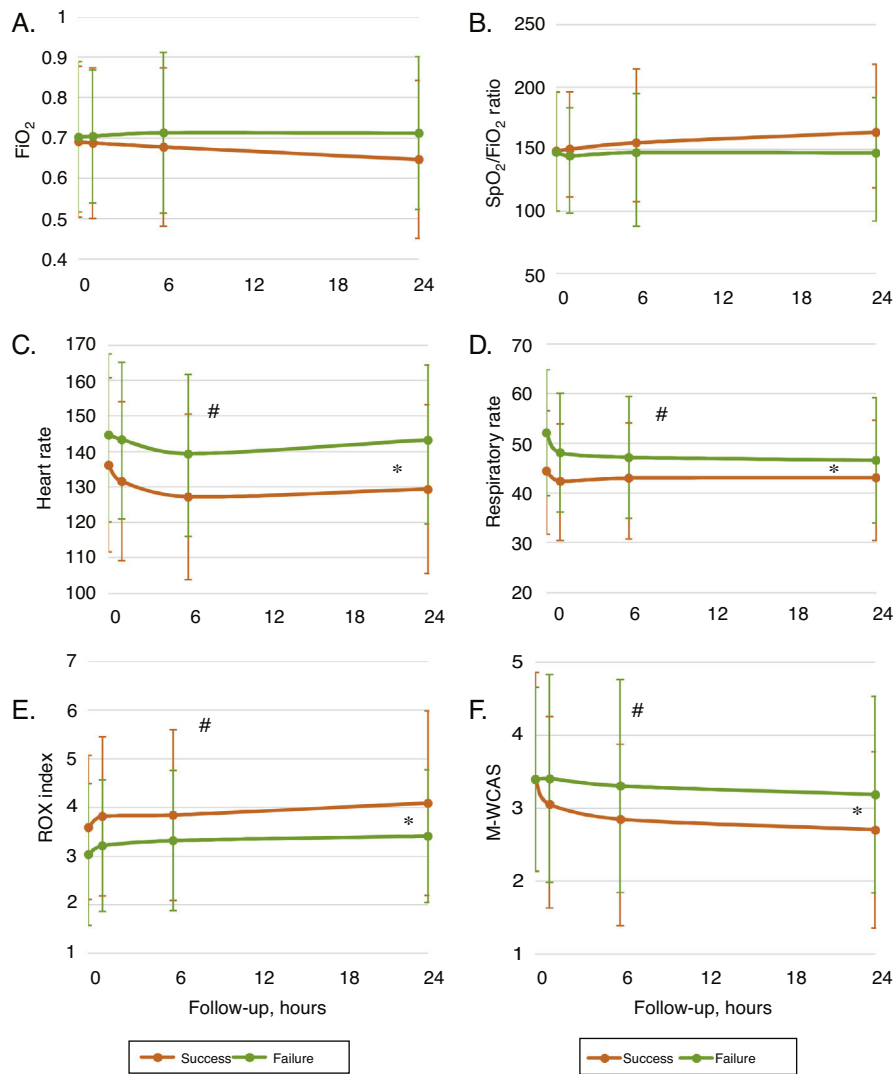 A.
B.
1
0.9
0.8
0.7
0.6
0.5
0.4
FiO2
0 6 12 18 24
250
200
150
100
50
SpO2/FiO2 ratio
0 6 12 18 24
C.
D.
170
160
150
140
130
120
110
100
Heart rate
#
*
0 6 12 18 24
70
60
50
40
30
20
Respiratory rate
#
*
0 6 12 18 24
E.
F.
7
6
5
4
3
2
1
ROX index
#
*
0 6 12 18 24
Follow-up, hours
5
4
3
2
1
M-WCAS
#
*
0 6 12 18 24
Follow-up, hours
Success Failure
Success Failure